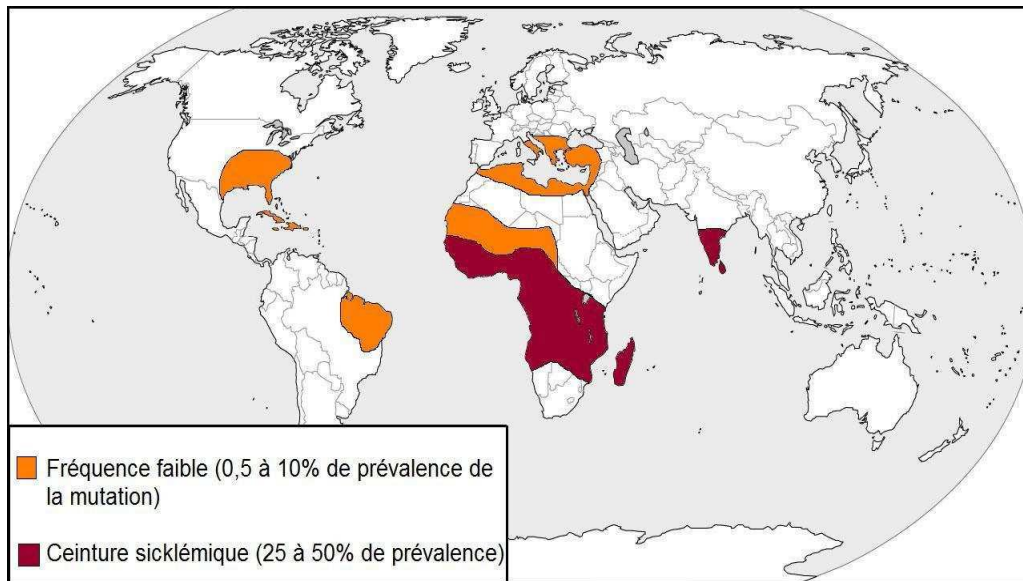 Fréquence faible (0,5 à 10% de prévalence de
la mutation)
Ceinture sicklémique (25 à 50% de prévalence)